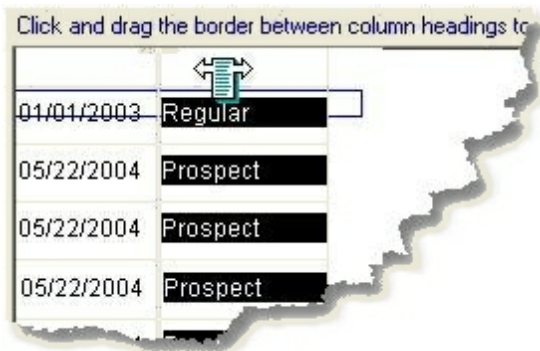 Click and drag the border between column headings to
01/01/2003 Regular
05/22/2004 Prospect
05/22/2004 Prospect
05/22/2004 Prospect